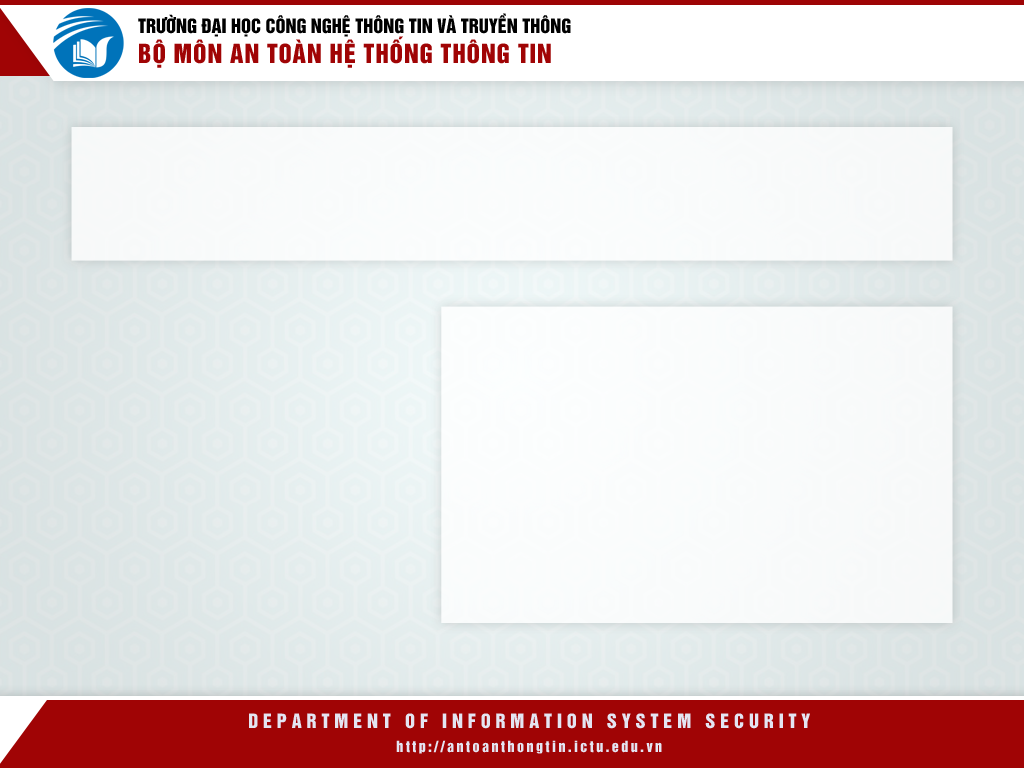 TRƯỜNG ĐẠI HỌC CÔNG NGHỆ THÔNG TIN VÀ TRUYỀN THÔNG
BỘ MÔN AN TOÀN HỆ THỐNG THÔNG TIN
DEPARTMENT OF INFORMATION SYSTEM SECURITY
http://antoanthongtin.ictu.edu.vn